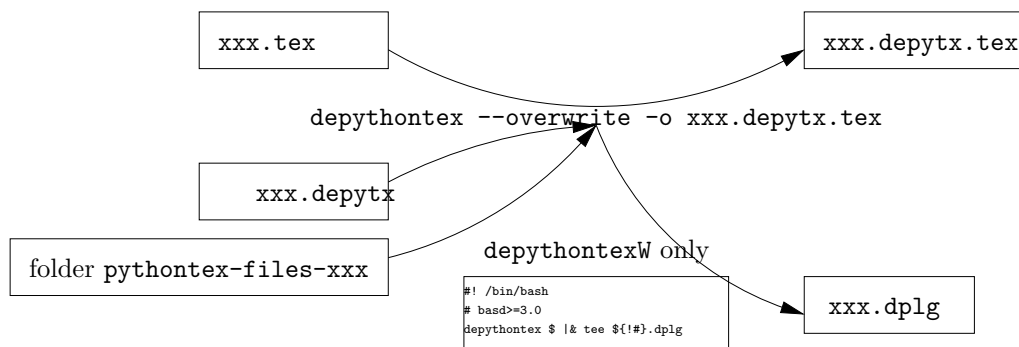 xxx.tex
xxx.depytx.tex
depythontex --overwrite -o xxx.depytx.tex
xxx.depytx
folder pythontex-files-xxx
depythontexW only
#! /bin/bash
# basd>=3.0
depythontex $ |& tee ${!#}.dplg
xxx.dplg